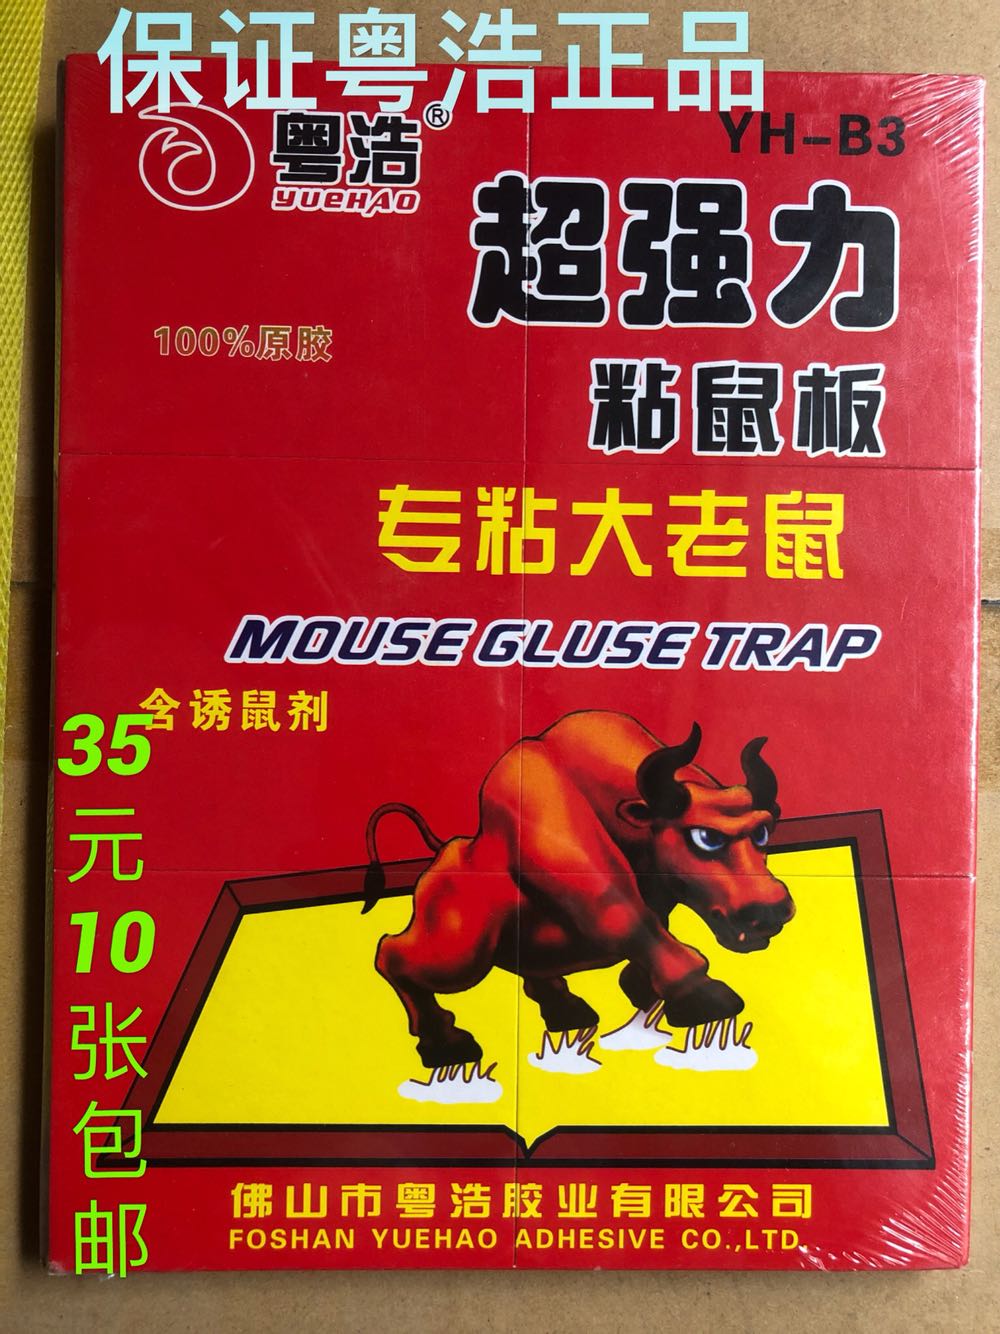 保证粤浩正品
粤浩®
YUEHAO
YH-B3
超强力
100%原胶
粘鼠板
专粘大老鼠
MOUSE GLUSE TRAP
含诱鼠剂
35
元
10
张
包
邮
佛山市粤浩胶业有限公司
FOSHAN YUEHAO ADHESIVE CO.,LTD.